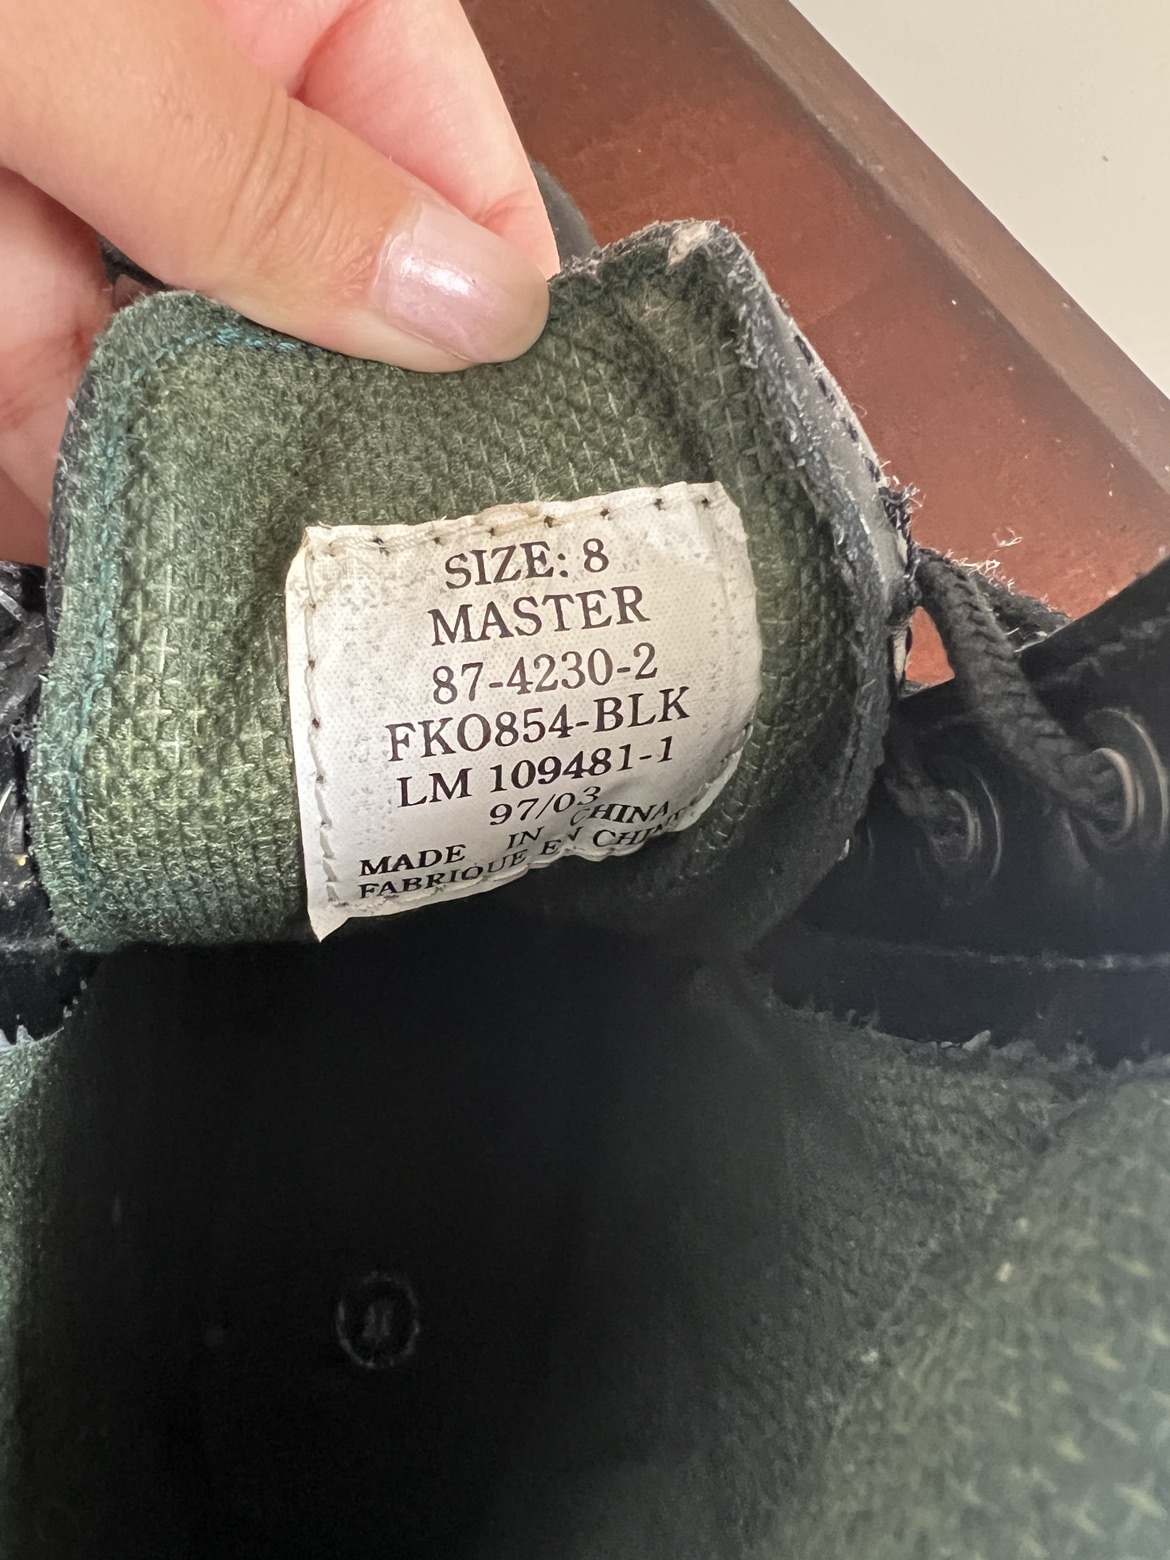 SIZE: 8
MASTER
87-4230-2
FKO854-BLK
LM 109481-1
97/03
MADE IN CHINA
FABRIQUE EN CHINE